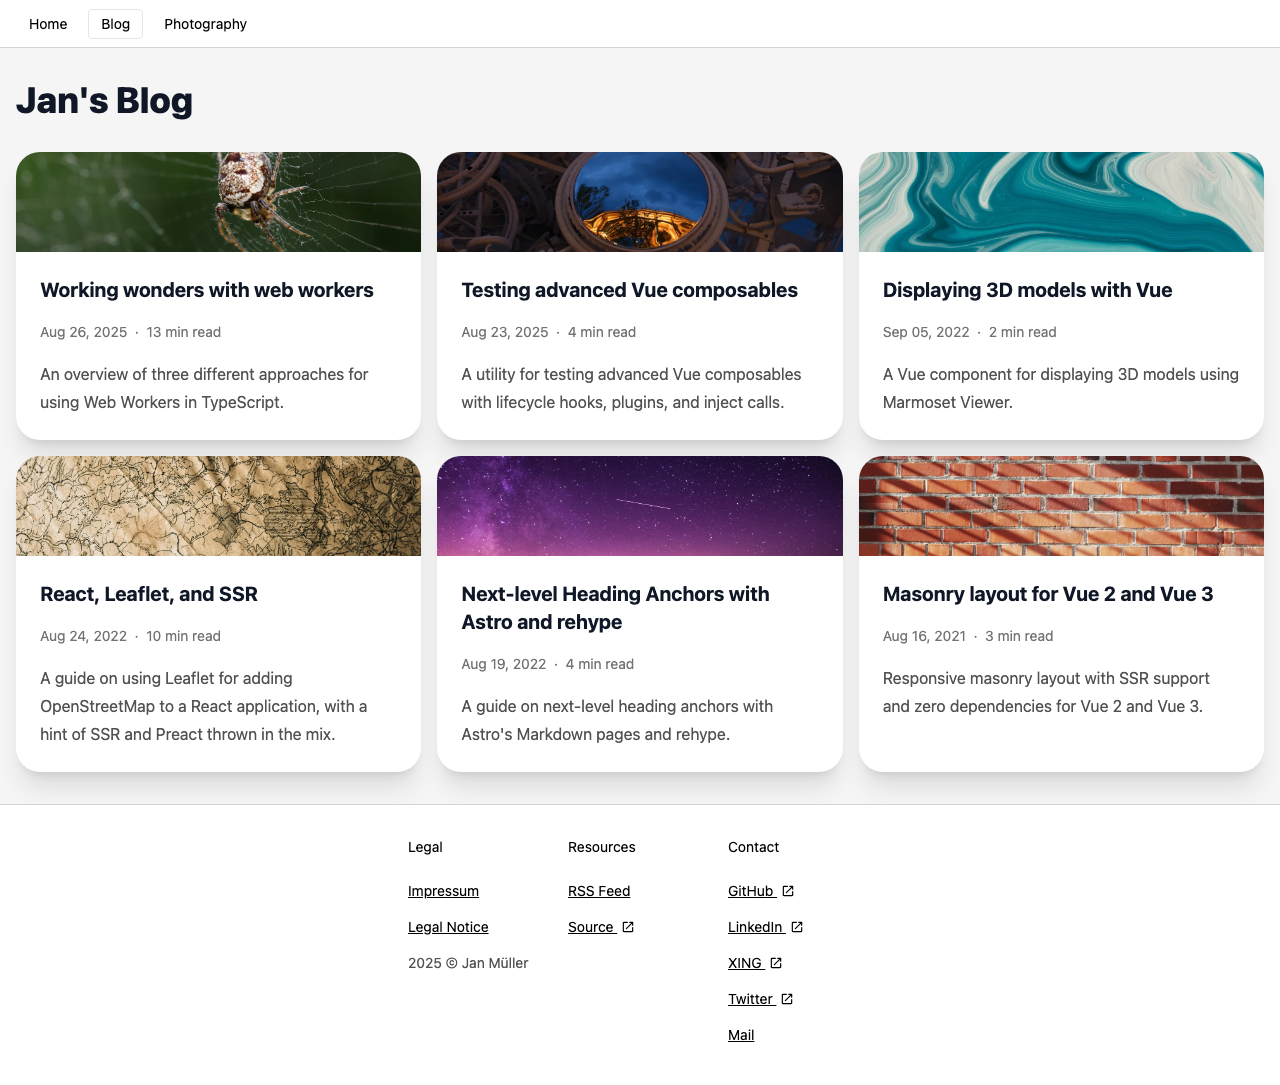 Home Blog Photography
Jan's Blog
Working wonders with web workers
Aug 26, 2025 · 13 min read
An overview of three different approaches for
using Web Workers in TypeScript.
Testing advanced Vue composables
Aug 23, 2025 · 4 min read
A utility for testing advanced Vue composables
with lifecycle hooks, plugins, and inject calls.
Displaying 3D models with Vue
Sep 05, 2022 · 2 min read
A Vue component for displaying 3D models using
Marmoset Viewer.
React, Leaflet, and SSR
Aug 24, 2022 · 10 min read
A guide on using Leaflet for adding
OpenStreetMap to a React application, with a
hint of SSR and Preact thrown in the mix.
Next-level Heading Anchors with
Astro and rehype
Aug 19, 2022 · 4 min read
A guide on next-level heading anchors with
Astro's Markdown pages and rehype.
Masonry layout for Vue 2 and Vue 3
Aug 16, 2021 · 3 min read
Responsive masonry layout with SSR support
and zero dependencies for Vue 2 and Vue 3.
Legal
Impressum
Legal Notice
2025 © Jan Müller
Resources
RSS Feed
Source
Contact
GitHub
LinkedIn
XING
Twitter
Mail